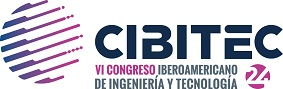 CIBITEC
VI CONGRESO IBEROAMERICANO
DE INGENIERÍA Y TECNOLOGÍA 24